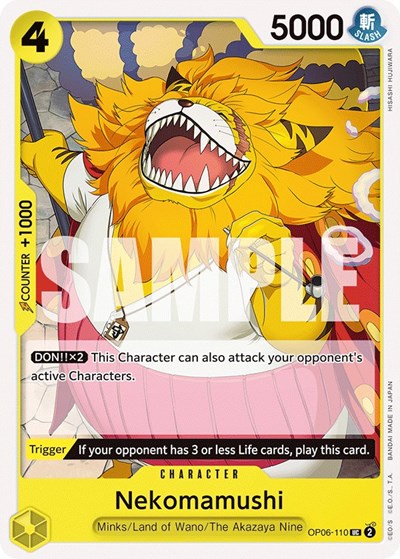 4
5000
斬
SLASH
HISASHI HUJIWARA
COUNTER +1000
SAMPLE
DON!!×2 This Character can also attack your opponent's
active Characters.
Trigger If your opponent has 3 or less Life cards, play this card.
CHARACTER
Nekomamushi
Minks/Land of Wano/The Akazaya Nine
OP06-110 UC 2
©E.O/S ©E.O./S., T.A. BANDAI MADE IN JAPAN